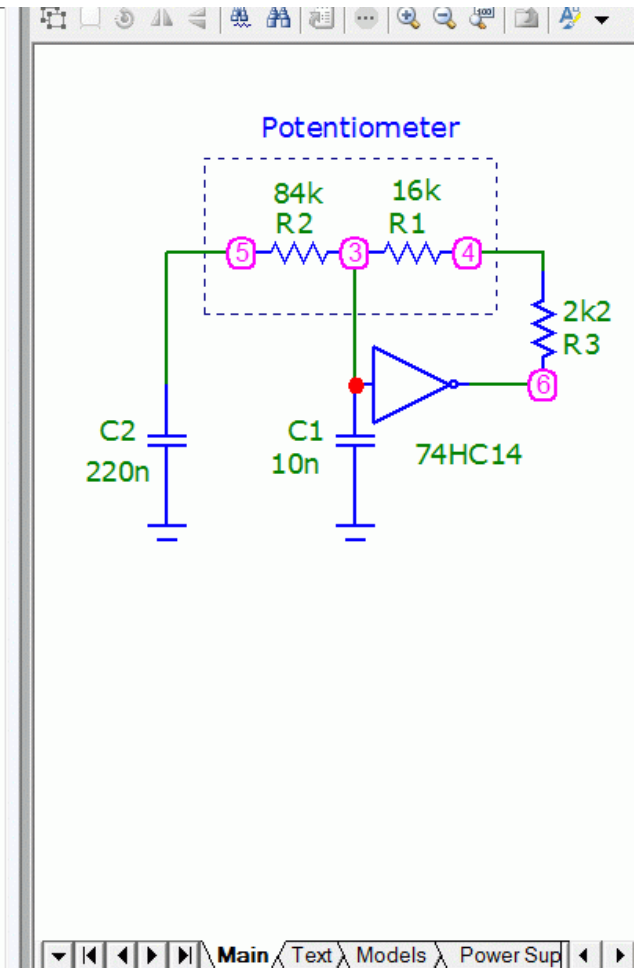 Potentiometer
84k
R2
16k
R1
5
3
4
2k2
R3
6
C2
220n
C1
10n
74HC14
Main
Text
Models
Power Sup